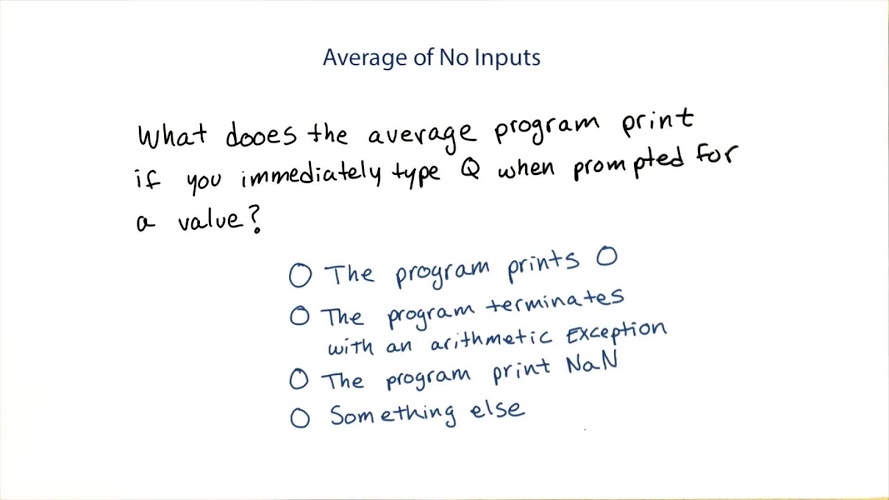 Average of No Inputs
What dooes the average program print
if you immediately type Q when prompted for
a value?
The program prints 0
The program terminates
with an arithmetic Exception
The program print NaN
Something else